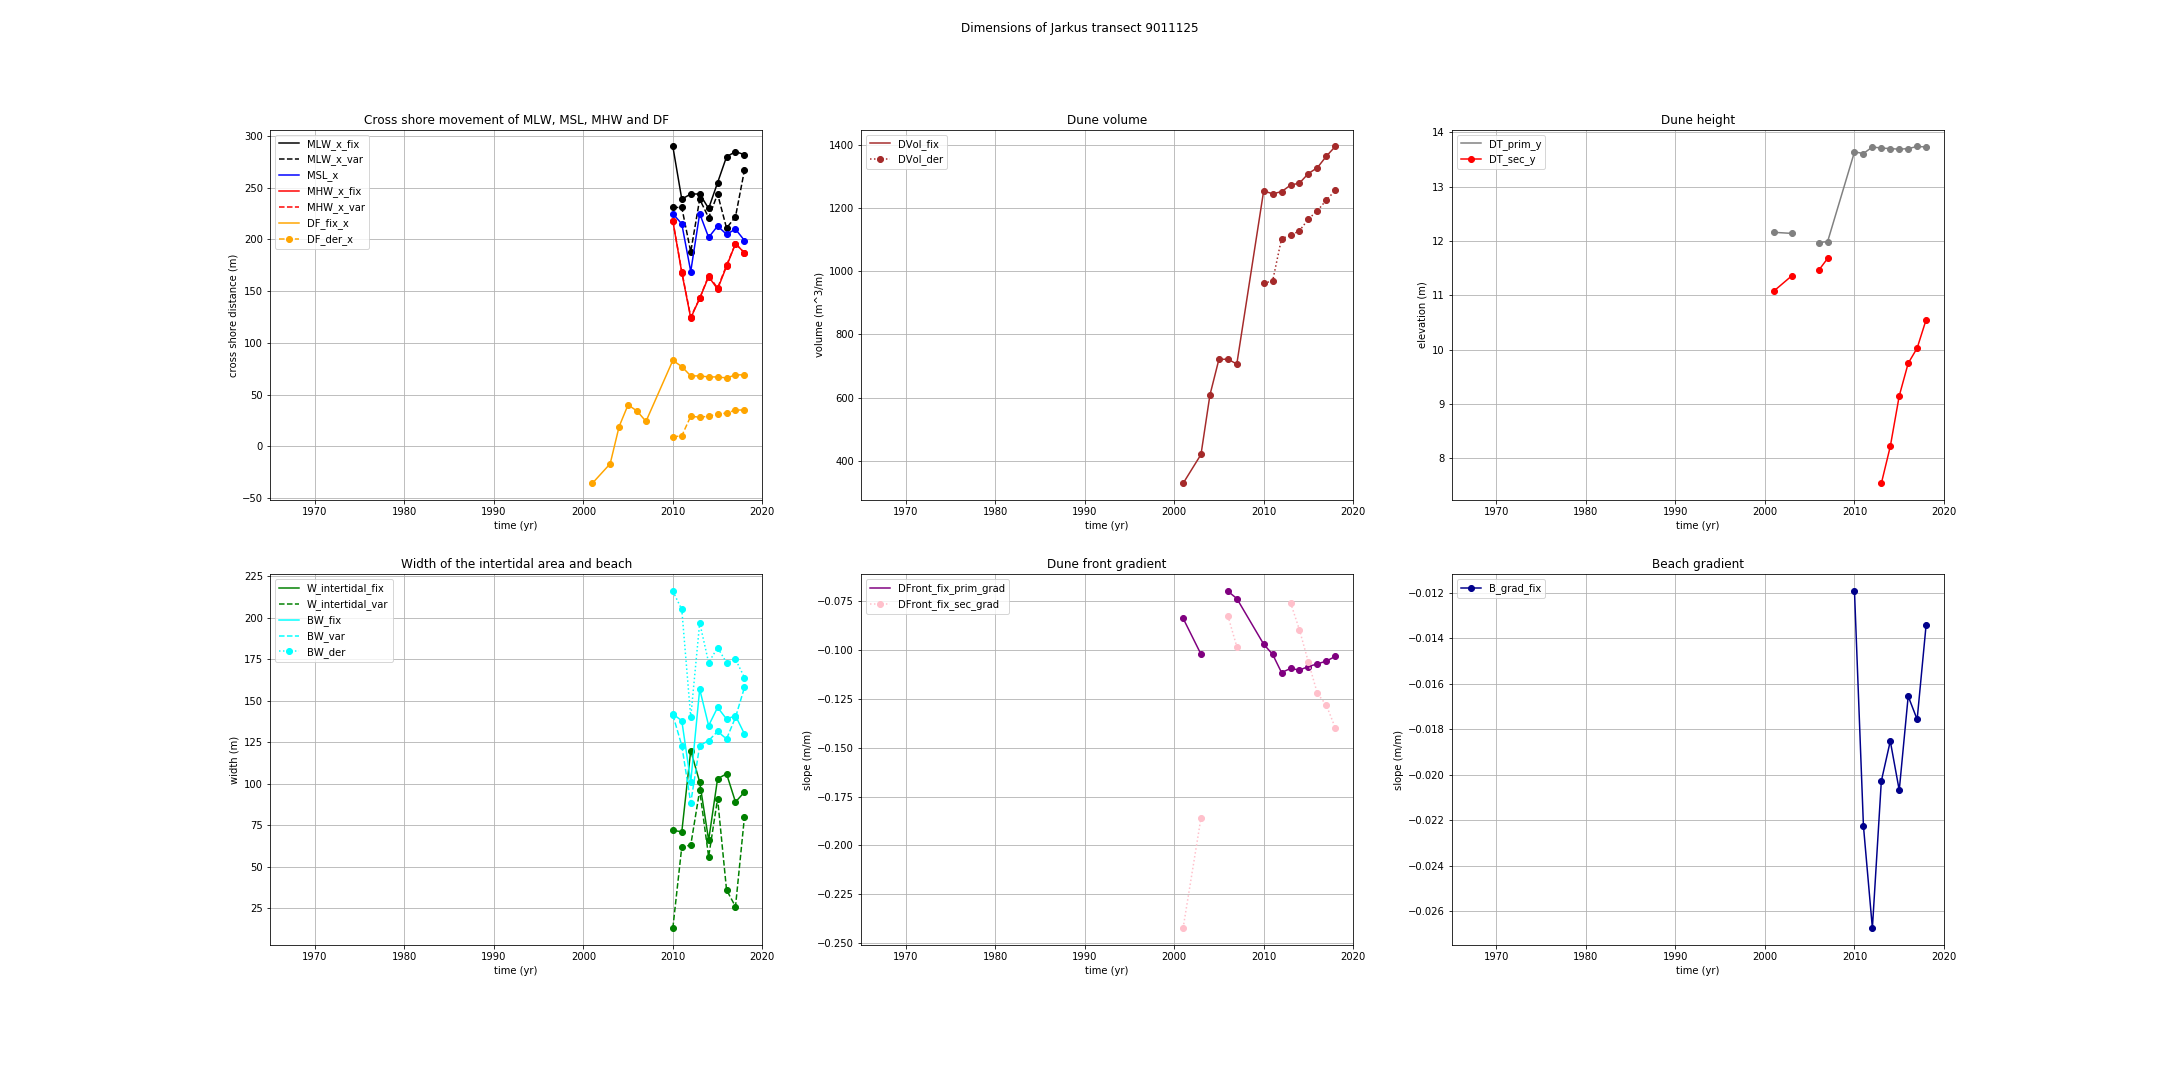 Dimensions of Jarkus transect 9011125
Cross shore movement of MLW, MSL, MHW and DF
300
250
200
150
100
50
0
−50
cross shore distance (m)
MLW_x_fix
MLW_x_var
MSL_x
MHW_x_fix
MHW_x_var
DF_fix_x
DF_der_x
1970 1980 1990 2000 2010 2020
time (yr)
Dune volume
1400
1200
1000
800
600
400
volume (m^3/m)
DVol_fix
DVol_der
1970 1980 1990 2000 2010 2020
time (yr)
Dune height
14
13
12
11
10
9
8
elevation (m)
DT_prim_y
DT_sec_y
1970 1980 1990 2000 2010 2020
time (yr)
Width of the intertidal area and beach
225
200
175
150
125
100
75
50
25
width (m)
W_intertidal_fix
W_intertidal_var
BW_fix
BW_var
BW_der
1970 1980 1990 2000 2010 2020
time (yr)
Dune front gradient
−0.075
−0.100
−0.125
−0.150
−0.175
−0.200
−0.225
−0.250
slope (m/m)
DFront_fix_prim_grad
DFront_fix_sec_grad
1970 1980 1990 2000 2010 2020
time (yr)
Beach gradient
−0.012
−0.014
−0.016
−0.018
−0.020
−0.022
−0.024
−0.026
slope (m/m)
B_grad_fix
1970 1980 1990 2000 2010 2020
time (yr)